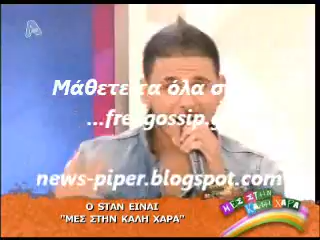 Μάθετε τα όλα σ
...freegossip.g
news-piper.blogspot.com
Ο STAN ΕΙΝΑΙ
"ΜΕΣ ΣΤΗΝ ΚΑΛΗ ΧΑΡΑ"
ΜΕΣ ΣΤΗΝ
ΚΑΛΗ ΧΑΡΑ